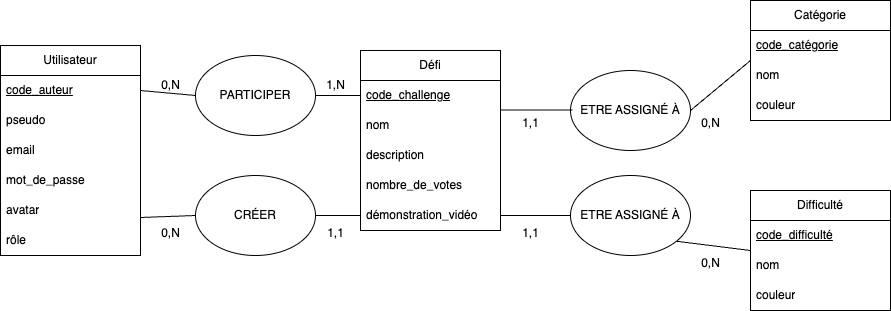 Utilisateur
code_auteur
pseudo
email
mot_de_passe
avatar
rôle
0,N
PARTICIPER
1,N
0,N
CRÉER
1,1
Défi
code_challenge
nom
description
nombre_de_votes
démonstration_vidéo
1,1
ETRE ASSIGNÉ À
0,N
1,1
ETRE ASSIGNÉ À
0,N
Catégorie
code_catégorie
nom
couleur
Difficulté
code_difficulté
nom
couleur